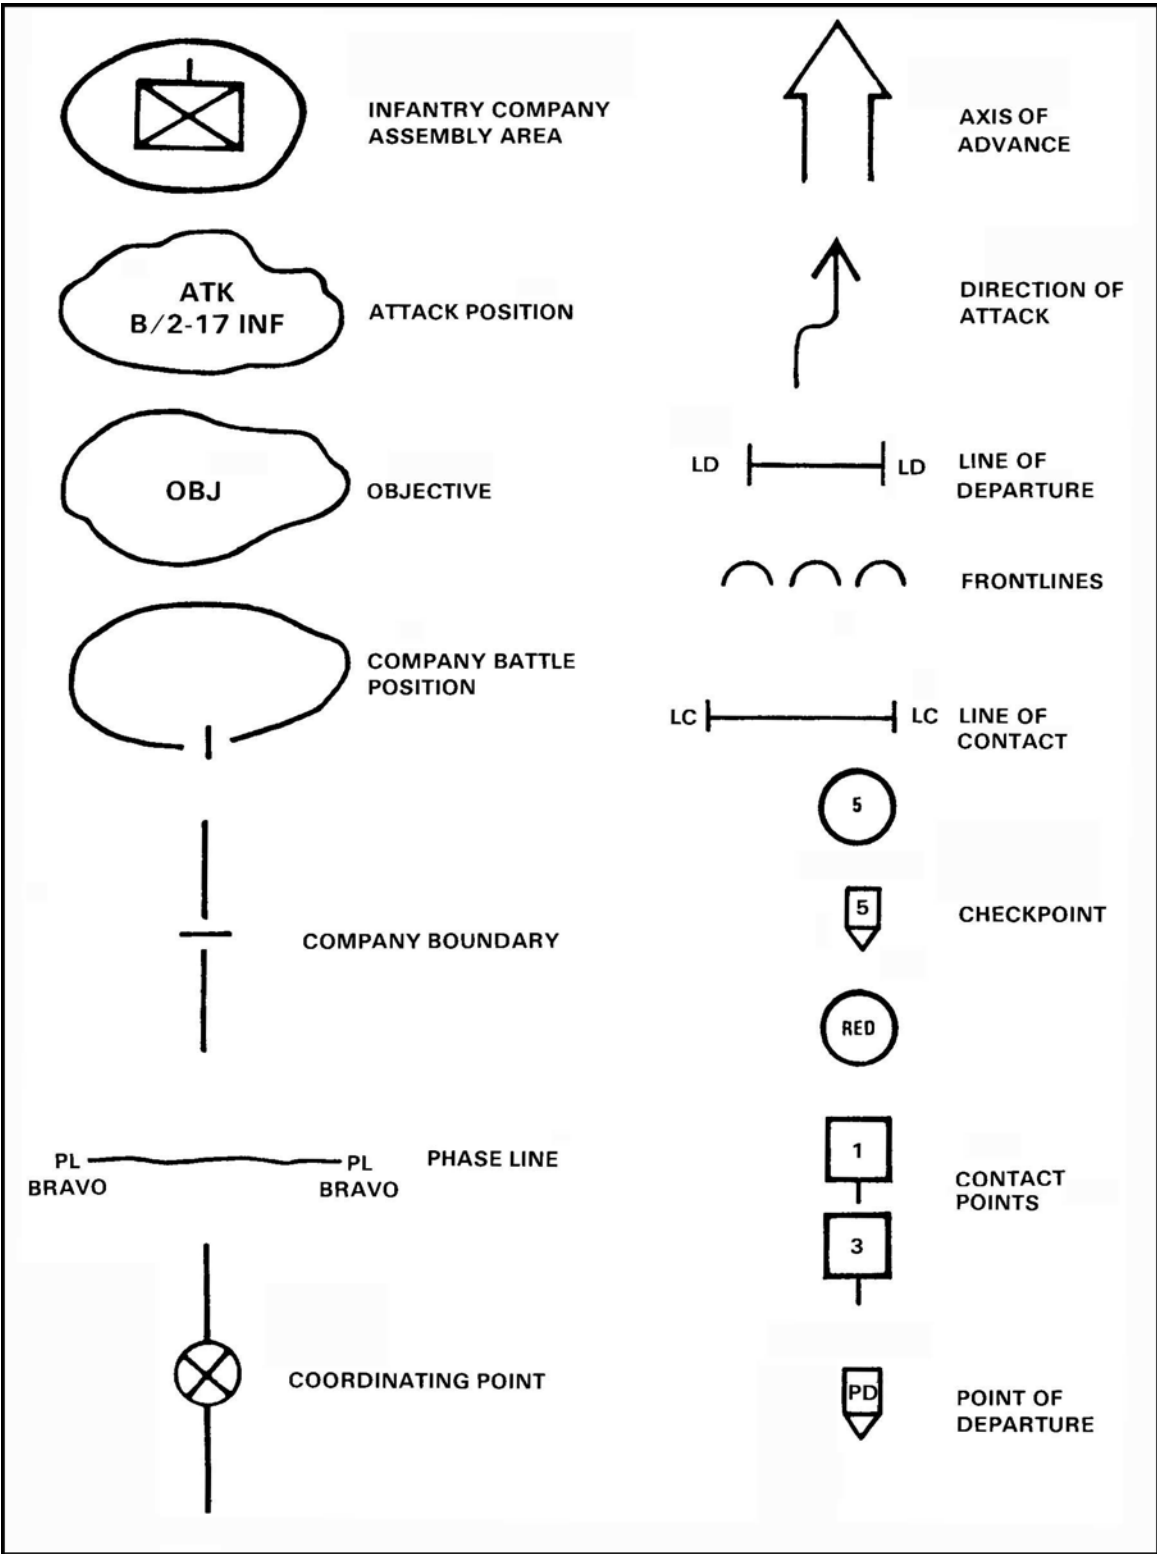 INFANTRY COMPANY
ASSEMBLY AREA
ATK
B/2-17 INF
ATTACK POSITION
OBJ
OBJECTIVE
COMPANY BATTLE
POSITION
COMPANY BOUNDARY
PL PL
BRAVO BRAVO
PHASE LINE
COORDINATING POINT
AXIS OF
ADVANCE
DIRECTION OF
ATTACK
LD LD
LINE OF
DEPARTURE
FRONTLINES
LC LC
LINE OF
CONTACT
5
5
CHECKPOINT
RED
1
CONTACT
POINTS
3
PD
POINT OF
DEPARTURE